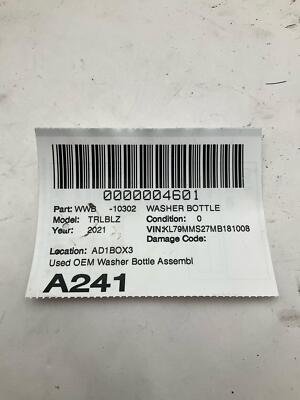 0000004601
Part: WWB -10302 WASHER BOTTLE
Model: TRLBLZ Condition: 0
Year: 2021 VIN:KL79MMS27MB181008
Damage Code:
Location: AD1BOX3
Used OEM Washer Bottle Assembl
A241